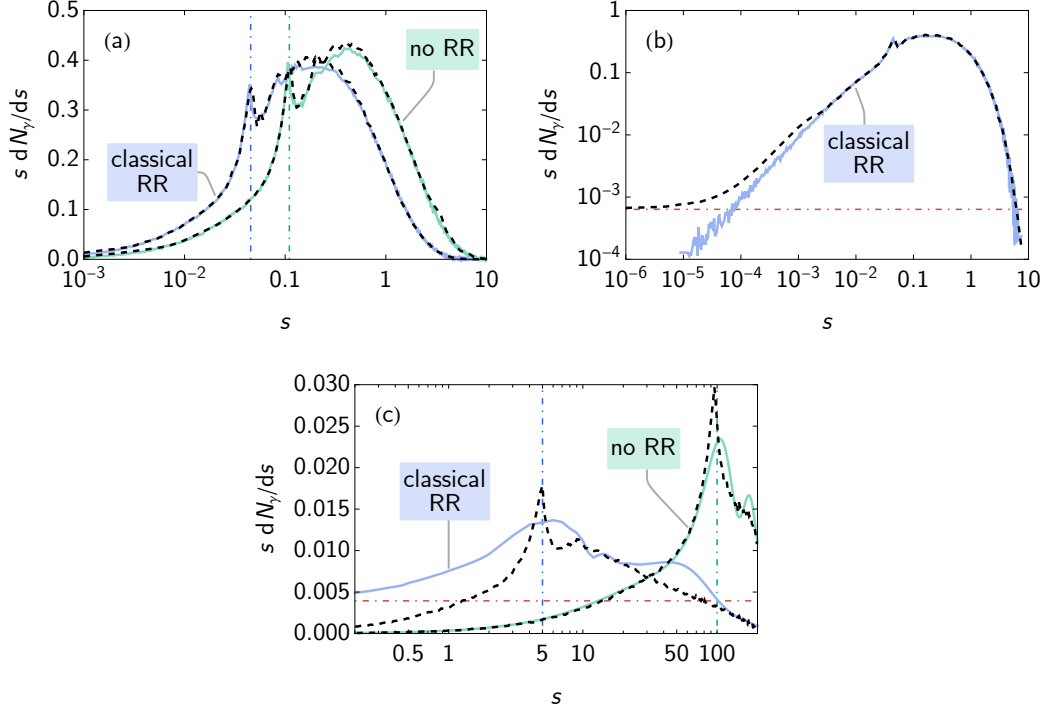 (a)
0.5
0.4
0.3
0.2
0.1
0.0
s dNγ/ds
no RR
classical
RR
10⁻³
10⁻²
0.1
1
10
s
(b)
1
0.1
10⁻²
10⁻³
10⁻⁴
s dNγ/ds
classical
RR
10⁻⁶
10⁻⁵
10⁻⁴
10⁻³
10⁻²
0.1
1
10
s
(c)
0.030
0.025
0.020
0.015
0.010
0.005
0.000
s dNγ/ds
no RR
classical
RR
0.5
1
5
10
50
100
s